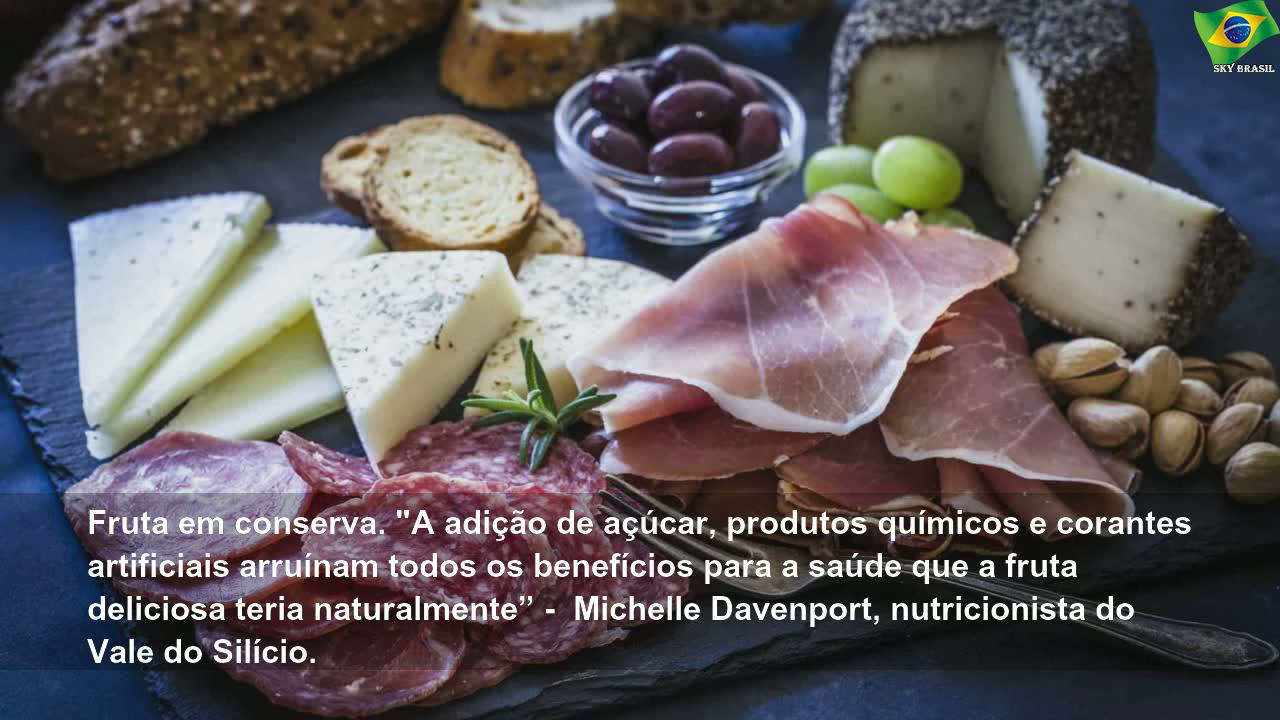 SKY BRASIL
Fruta em conserva. "A adição de açúcar, produtos químicos e corantes
artificiais arruínam todos os benefícios para a saúde que a fruta
deliciosa teria naturalmente” -  Michelle Davenport, nutricionista do
Vale do Silício.